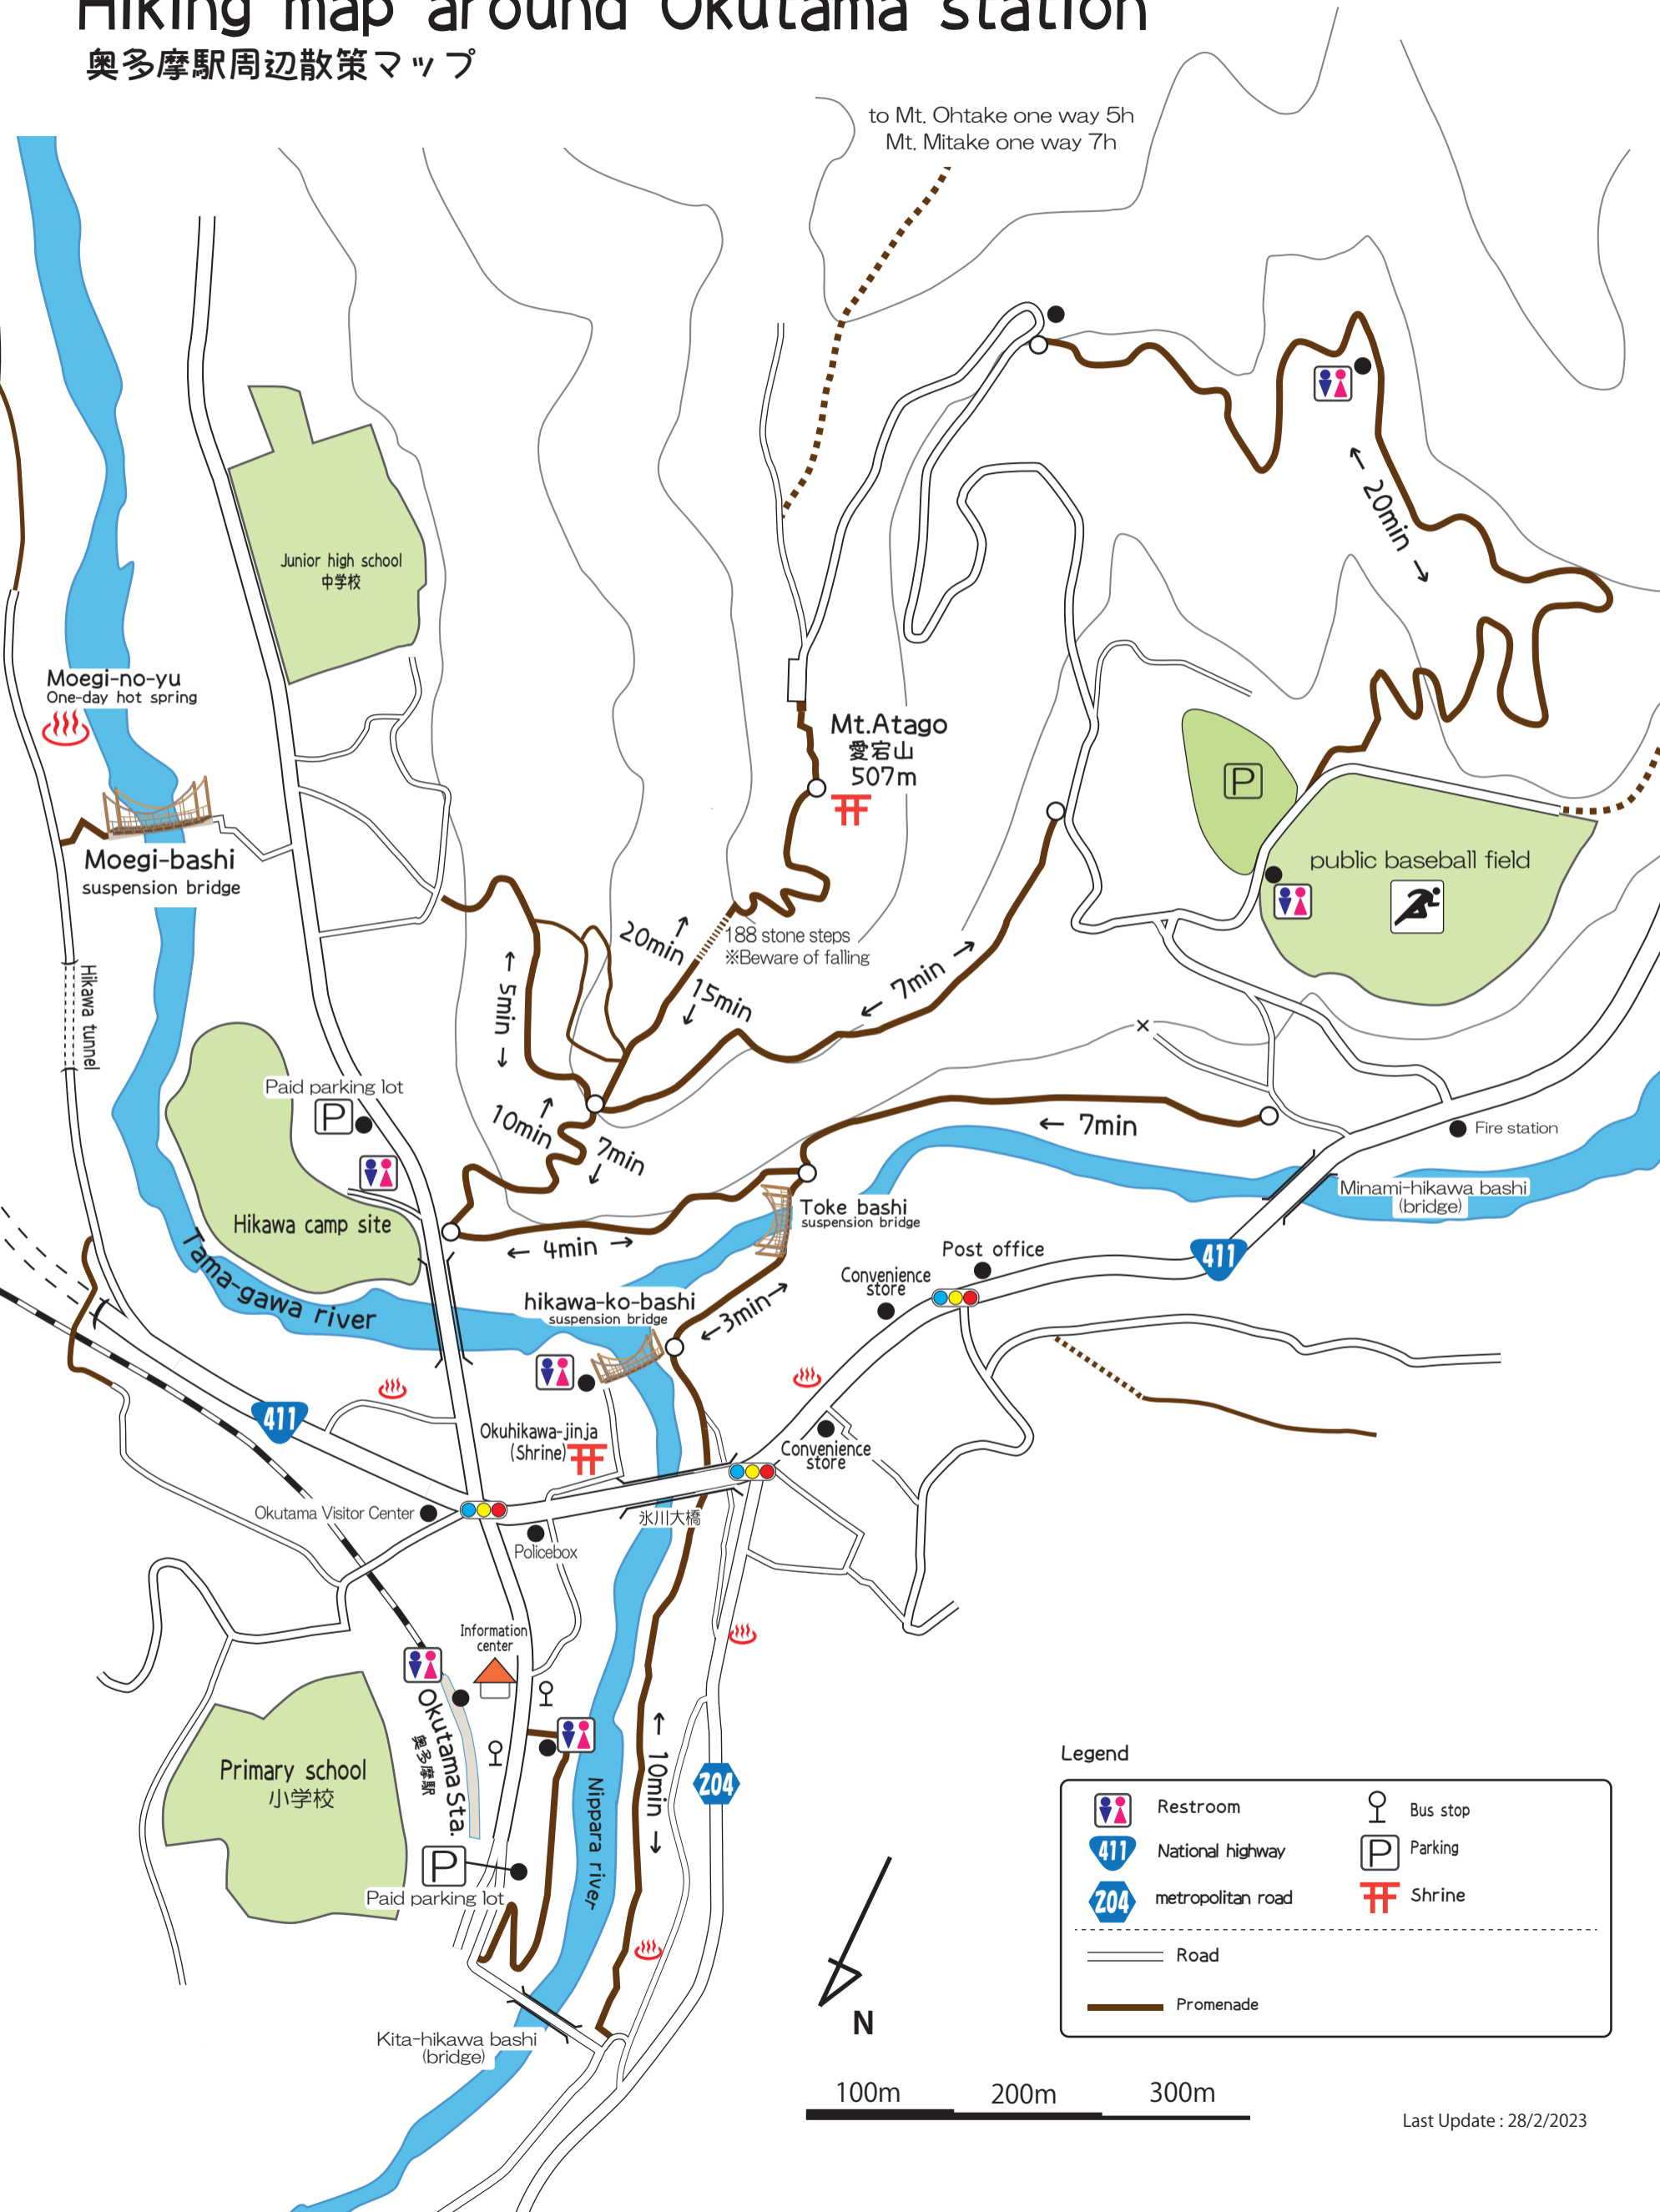 Hiking map around Okutama station
奥多摩駅周辺散策マップ
to Mt. Ohtake one way 5h
Mt. Mitake one way 7h
Junior high school
中学校
Moegi-no-yu
One-day hot spring
Moegi-bashi
suspension bridge
Mt.Atago
愛宕山
507m
P
public baseball field
20min
188 stone steps
※Beware of falling
20min
15min
5min
7min
Hikawa tunnel
Paid parking lot
P
10min
7min
7min
Fire station
Minami-hikawa bashi
(bridge)
Hikawa camp site
Toke bashi
suspension bridge
4min
Tama-gawa river
Post office
411
Convenience
store
hikawa-ko-bashi
suspension bridge
3min
411
Okuhikawa-jinja
(Shrine)
Convenience
store
Okutama Visitor Center
氷川大橋
Policebox
Information
center
Okutama Sta.
奥多摩駅
Primary school
小学校
10min
204
Nippara river
P
Paid parking lot
Kita-hikawa bashi
(bridge)
N
Legend
Restroom
Bus stop
411
National highway
P
Parking
204
metropolitan road
Shrine
Road
Promenade
100m
200m
300m
Last Update : 28/2/2023